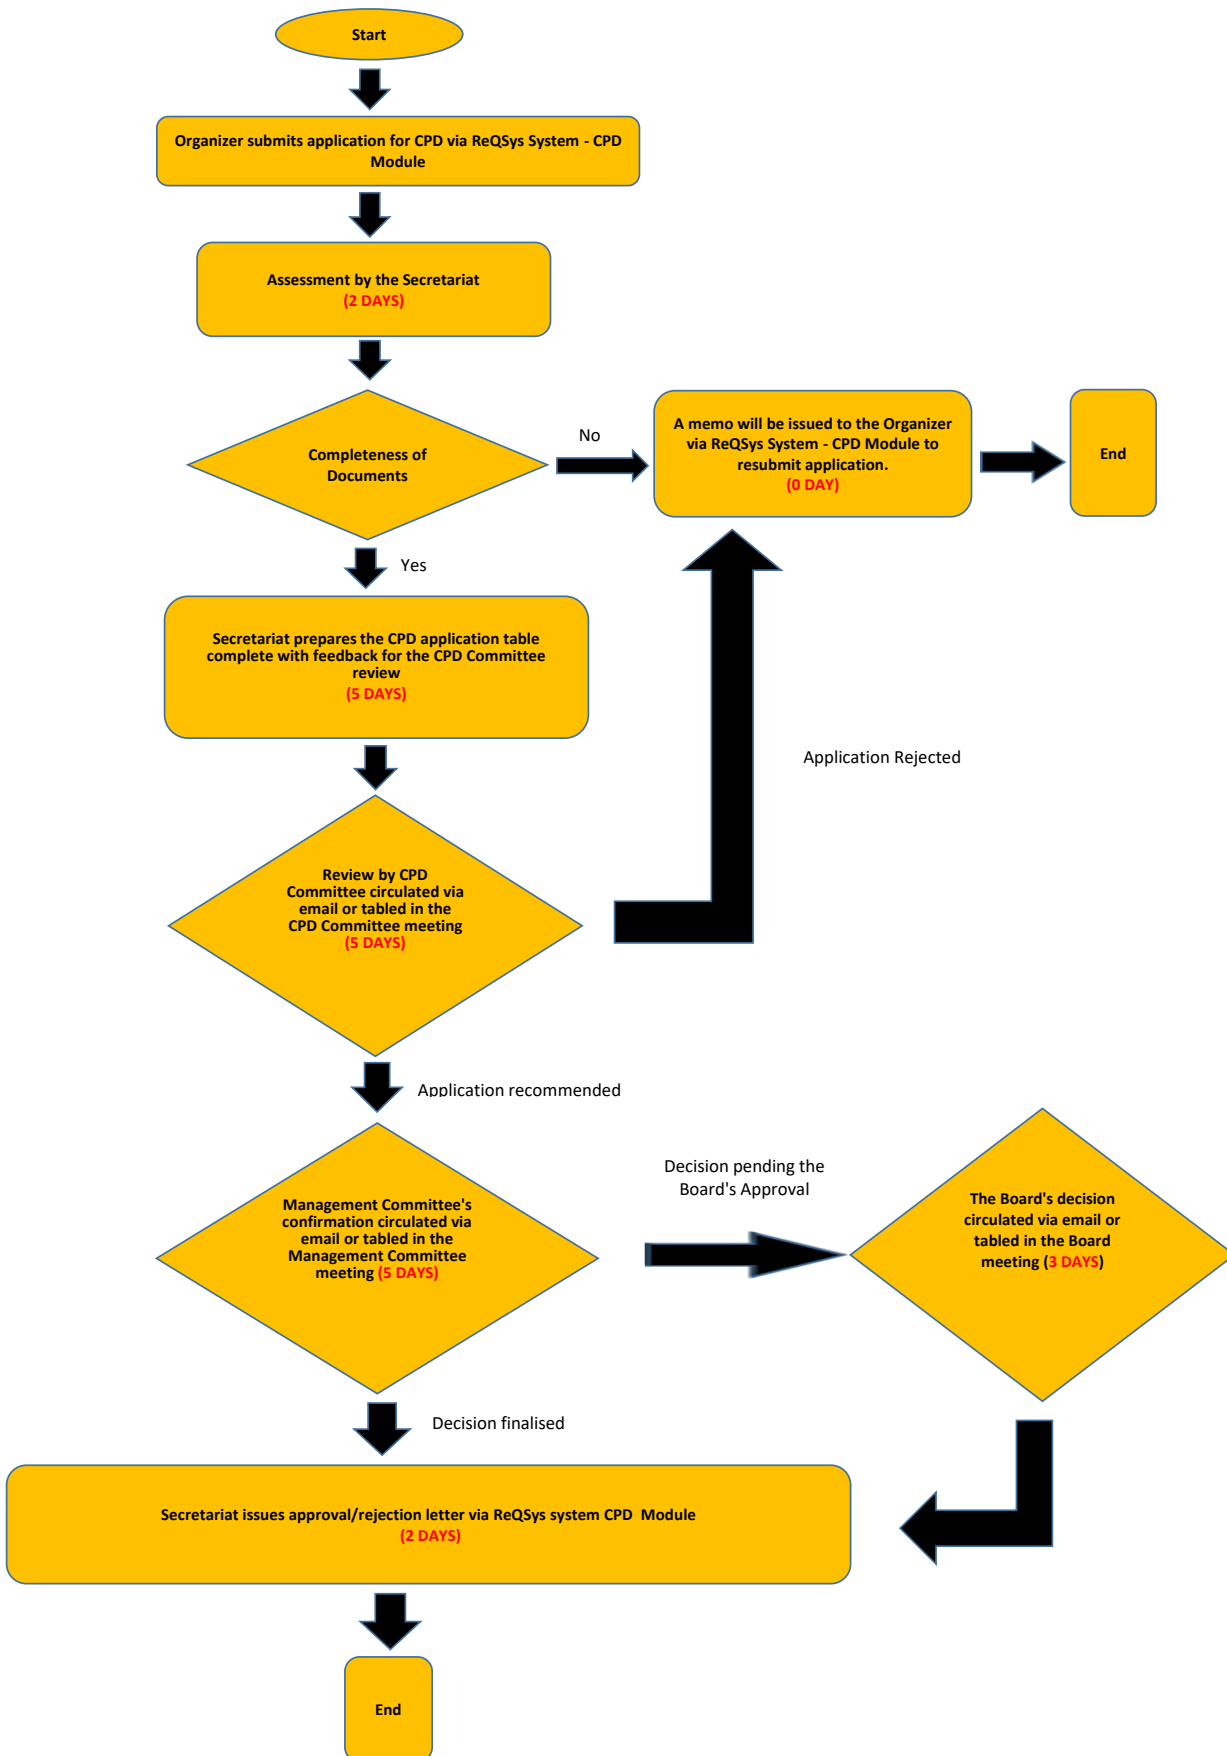 Start
Organizer submits application for CPD via ReQSys System - CPD
Module
Assessment by the Secretariat
(2 DAYS)
Completeness of
Documents
No
A memo will be issued to the Organizer
via ReQSys System - CPD Module to
resubmit application.
(0 DAY)
End
Yes
Secretariat prepares the CPD application table
complete with feedback for the CPD Committee
review
(5 DAYS)
Application Rejected
Review by CPD
Committee circulated via
email or tabled in the
CPD Committee meeting
(5 DAYS)
Application recommended
Management Committee's
confirmation circulated via
email or tabled in the
Management Committee
meeting (5 DAYS)
Decision pending the
Board's Approval
The Board's decision
circulated via email or
tabled in the Board
meeting (3 DAYS)
Decision finalised
Secretariat issues approval/rejection letter via ReQSys system CPD  Module
(2 DAYS)
End